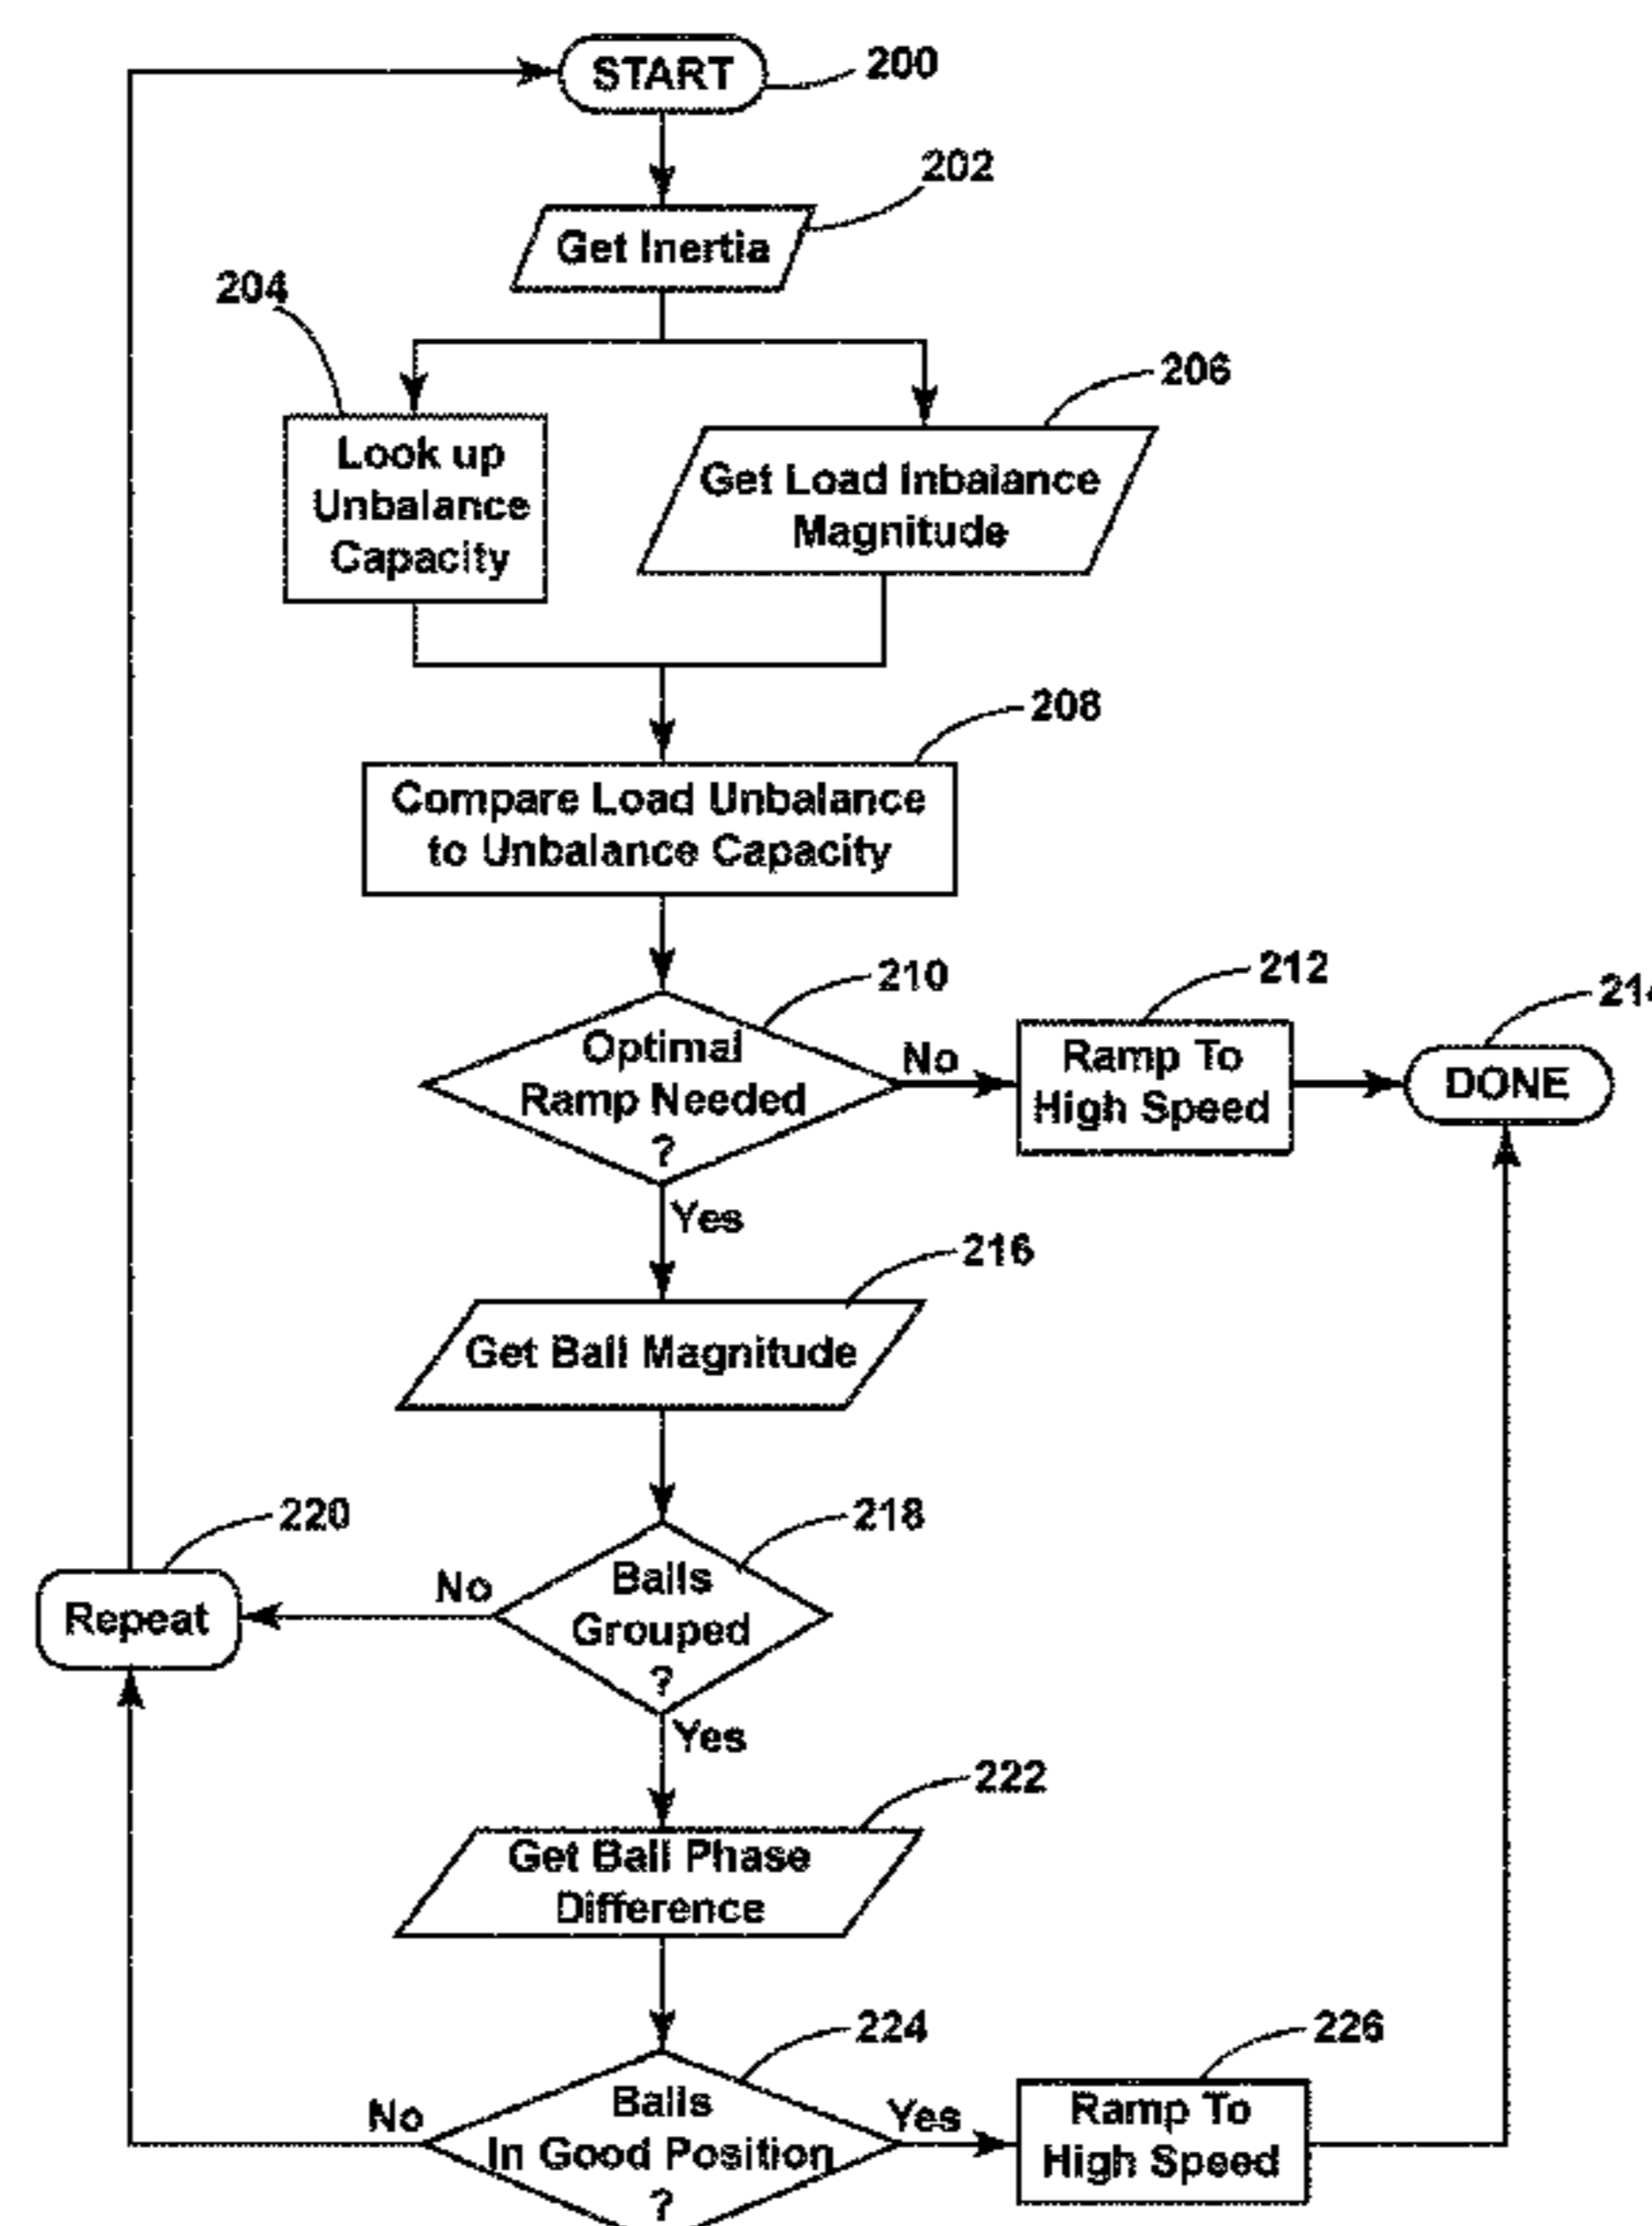 START
200
202
Get Inertia
204
206
Look up
Unbalance
Capacity
Get Load Inbalance
Magnitude
208
Compare Load Unbalance
to Unbalance Capacity
210
212
Optimal
Ramp Needed
?
No
Ramp To
High Speed
DONE
Yes
216
Get Ball Magnitude
220
218
Repeat
No
Balls
Grouped
?
Yes
222
Get Ball Phase
Difference
224
226
No
Balls
In Good Position
?
Yes
Ramp To
High Speed